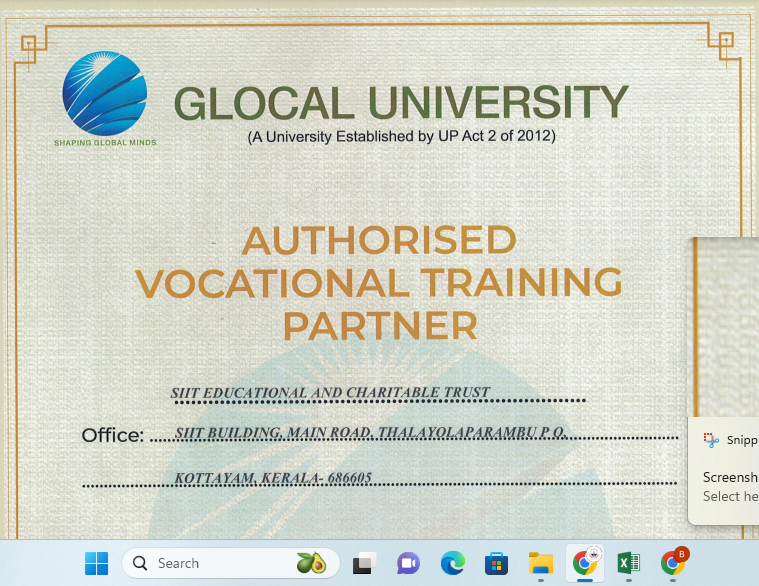 SHAPING GLOBAL MINDS
GLOCAL UNIVERSITY
(A University Established by UP Act 2 of 2012)
AUTHORISED
VOCATIONAL TRAINING
PARTNER
SIIT EDUCATIONAL AND CHARITABLE TRUST
Office: SIIT BUILDING, MAIN ROAD, THALAYOLAPARAMBU P.O,
KOTTAYAM, KERALA- 686605
Snipp
Screensh
Select he
Search
B